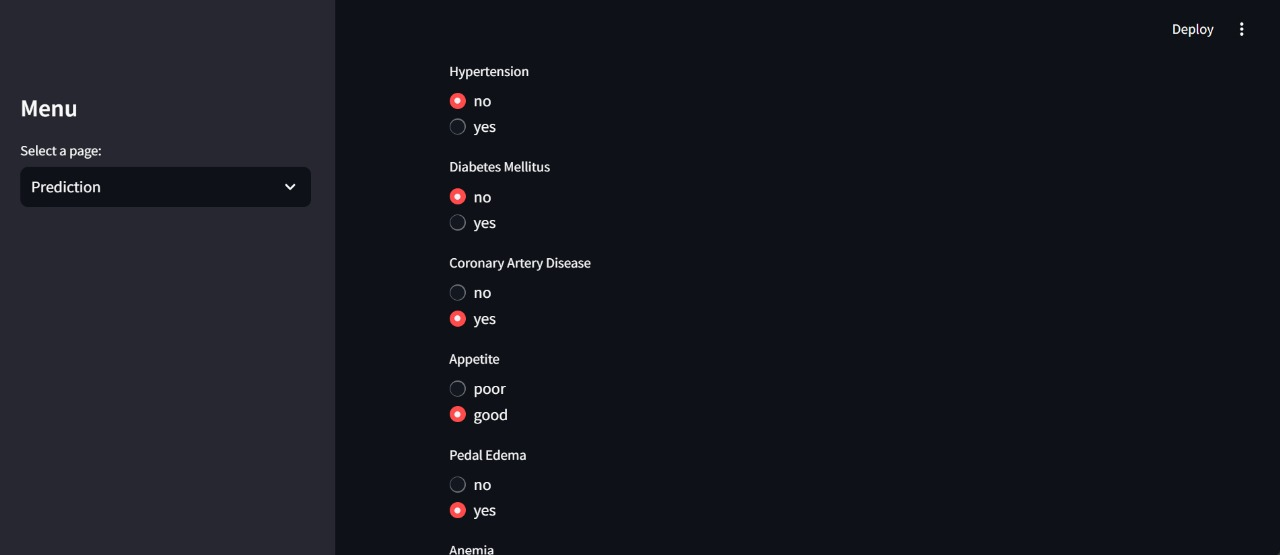 Deploy
Menu
Select a page:
Prediction
Hypertension
no
yes
Diabetes Mellitus
no
yes
Coronary Artery Disease
no
yes
Appetite
poor
good
Pedal Edema
no
yes
Anemia